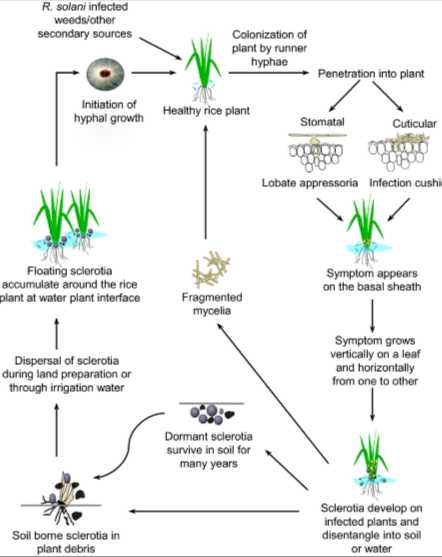 R. solani infected
weeds/other
secondary sources
Colonization of
plant by runner
hyphae
Penetration into plant
Initiation of
hyphal growth
Healthy rice plant
Stomatal
Cuticular
Lobate appressoria
Infection cushi
Floating sclerotia
accumulate around the rice
plant at water plant interface
Symptom appears
on the basal sheath
Fragmented
mycelia
Symptom grows
vertically on a leaf
and horizontally
from one to other
Dispersal of sclerotia
during land preparation or
through irrigation water
Dormant sclerotia
survive in soil for
many years
Soil borne sclerotia in
plant debris
Sclerotia develop on
infected plants and
disentangle into soil
or water